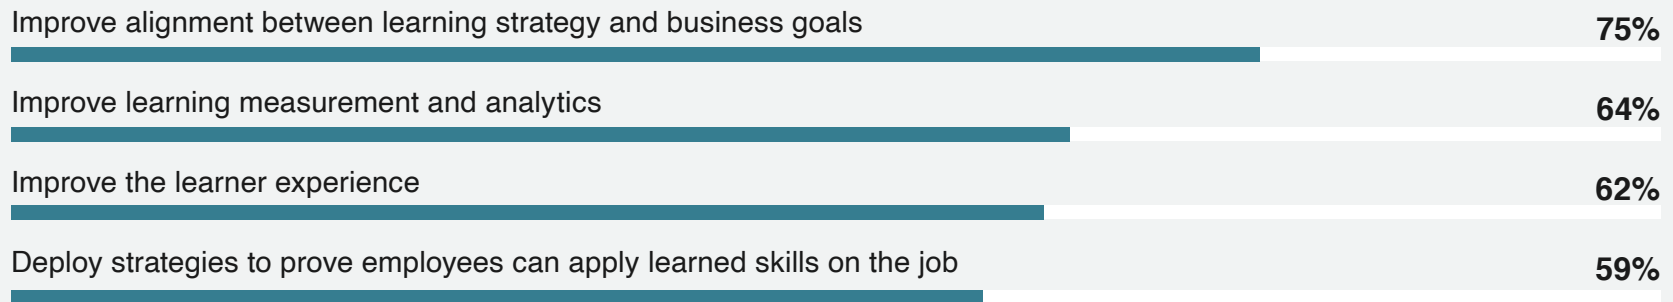 Improve alignment between learning strategy and business goals 75%
Improve learning measurement and analytics 64%
Improve the learner experience 62%
Deploy strategies to prove employees can apply learned skills on the job 59%